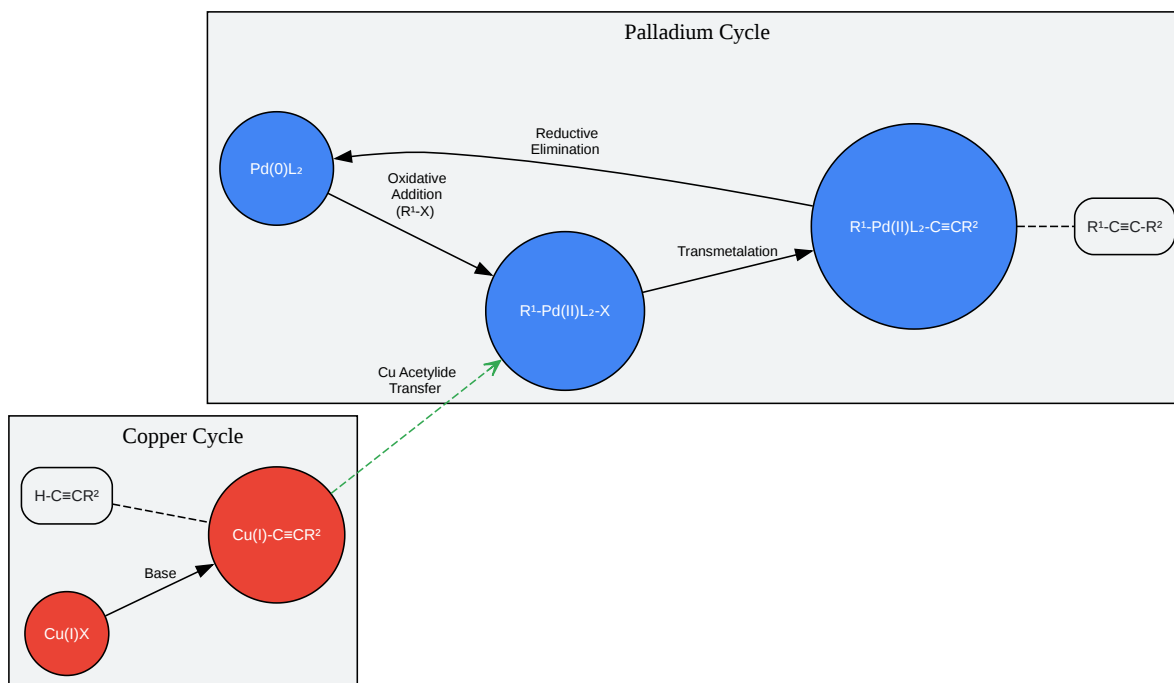 Palladium Cycle
Pd(0)L₂
Reductive
Elimination
Oxidative
Addition
(R¹-X)
R¹-Pd(II)L₂-C≡CR²
R¹-C≡C-R²
Transmetalation
R¹-Pd(II)L₂-X
Cu Acetylide
Transfer
Copper Cycle
H-C≡CR²
Cu(I)-C≡CR²
Base
Cu(I)X